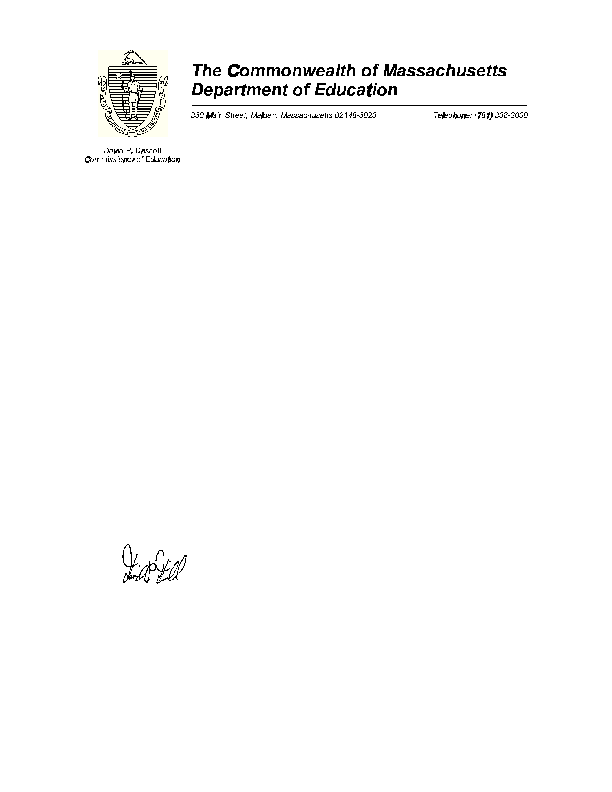 The Commonwealth of Massachusetts
Department of Education
350 Main Street, Malden, Massachusetts 02148-5023 Telephone: (781) 338-3000
David P. Driscoll
Commissioner of Education